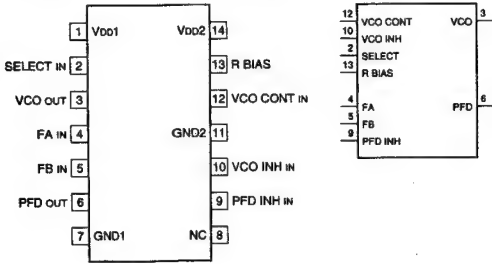 1 VDD1
VDD2 14
SELECT IN 2
13 R BIAS
VCO OUT 3
12 VCO CONT IN
FA IN 4
GND2 11
FB IN 5
10 VCO INH IN
PFD OUT 6
9 PFD INH IN
7 GND1
NC 8
12 VCO CONT
VCO 3
10 VCO INH
2 SELECT
13 R BIAS
4 FA
PFD 6
5 FB
9 PFD INH